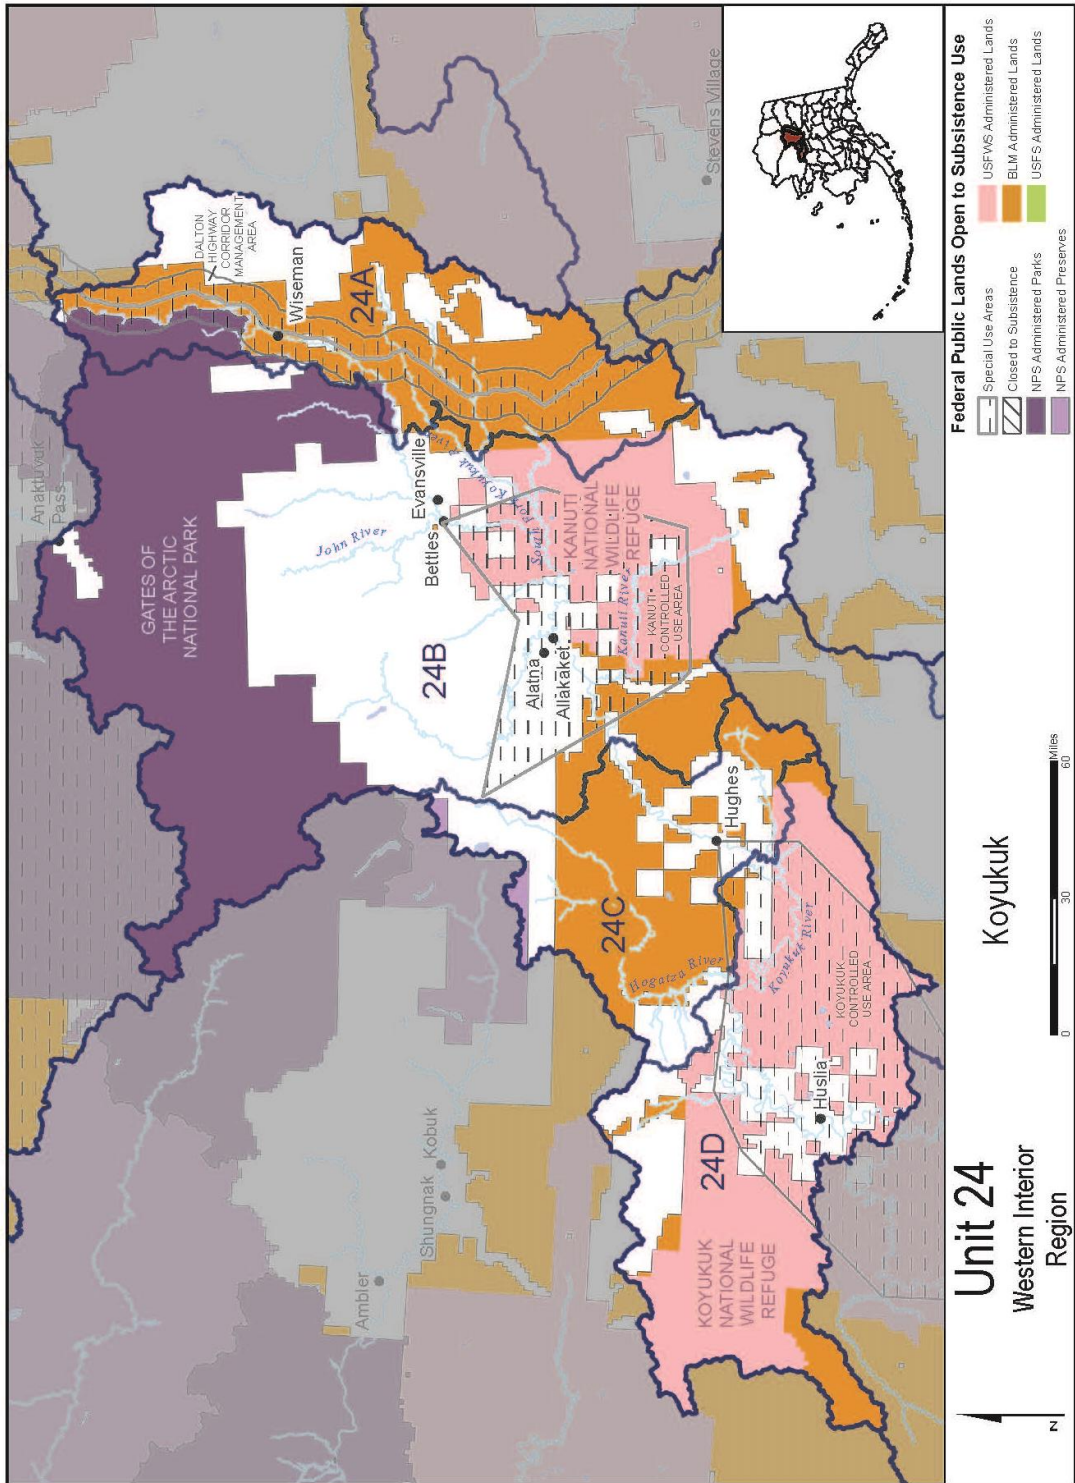 Anaktuvuk
Pass
GATES OF
THE ARCTIC
NATIONAL PARK
DALTON
HIGHWAY
CORRIDOR
MANAGEMENT
AREA
Wiseman
24A
Stevens Village
John River
Evansville
Bettles
Koyukuk River
South Fork
KANUTI
NATIONAL
WILDLIFE
REFUGE
24B
Alatna
Allakaket
Kanuti River
KANUTI
CONTROLLED
USE AREA
Hughes
24C
Hogatza River
Koyukuk River
KOYUKUK
CONTROLLED
USE AREA
Huslia
24D
KOYUKUK
NATIONAL
WILDLIFE
REFUGE
Kobuk
Shungnak
Ambler
Unit 24
Western Interior
Region
Koyukuk
0
30
60
Miles
N
Federal Public Lands Open to Subsistence Use
Special Use Areas
Closed to Subsistence
NPS Administered Parks
NPS Administered Preserves
USFWS Administered Lands
BLM Administered Lands
USFS Administered Lands